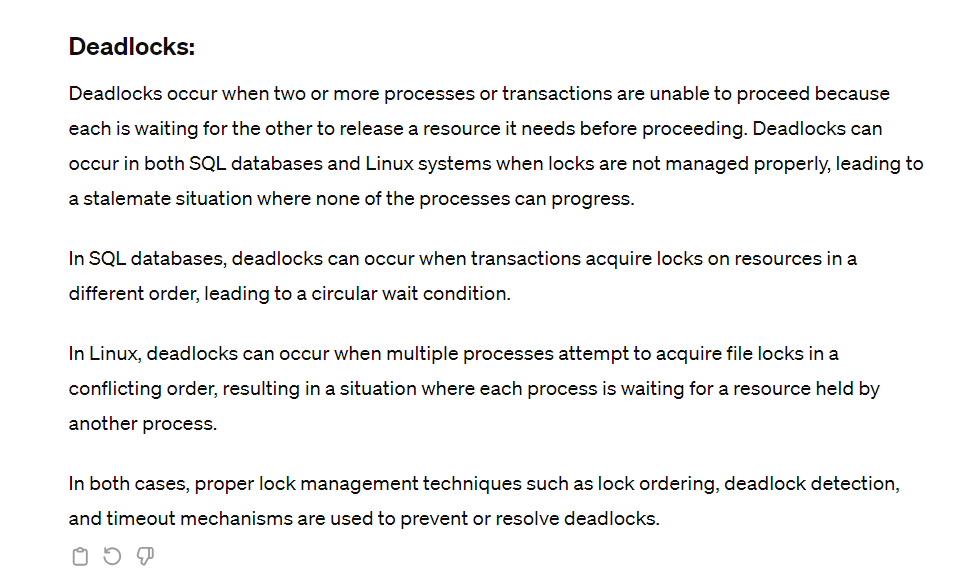 Deadlocks:
Deadlocks occur when two or more processes or transactions are unable to proceed because
each is waiting for the other to release a resource it needs before proceeding. Deadlocks can
occur in both SQL databases and Linux systems when locks are not managed properly, leading to
a stalemate situation where none of the processes can progress.
In SQL databases, deadlocks can occur when transactions acquire locks on resources in a
different order, leading to a circular wait condition.
In Linux, deadlocks can occur when multiple processes attempt to acquire file locks in a
conflicting order, resulting in a situation where each process is waiting for a resource held by
another process.
In both cases, proper lock management techniques such as lock ordering, deadlock detection,
and timeout mechanisms are used to prevent or resolve deadlocks.